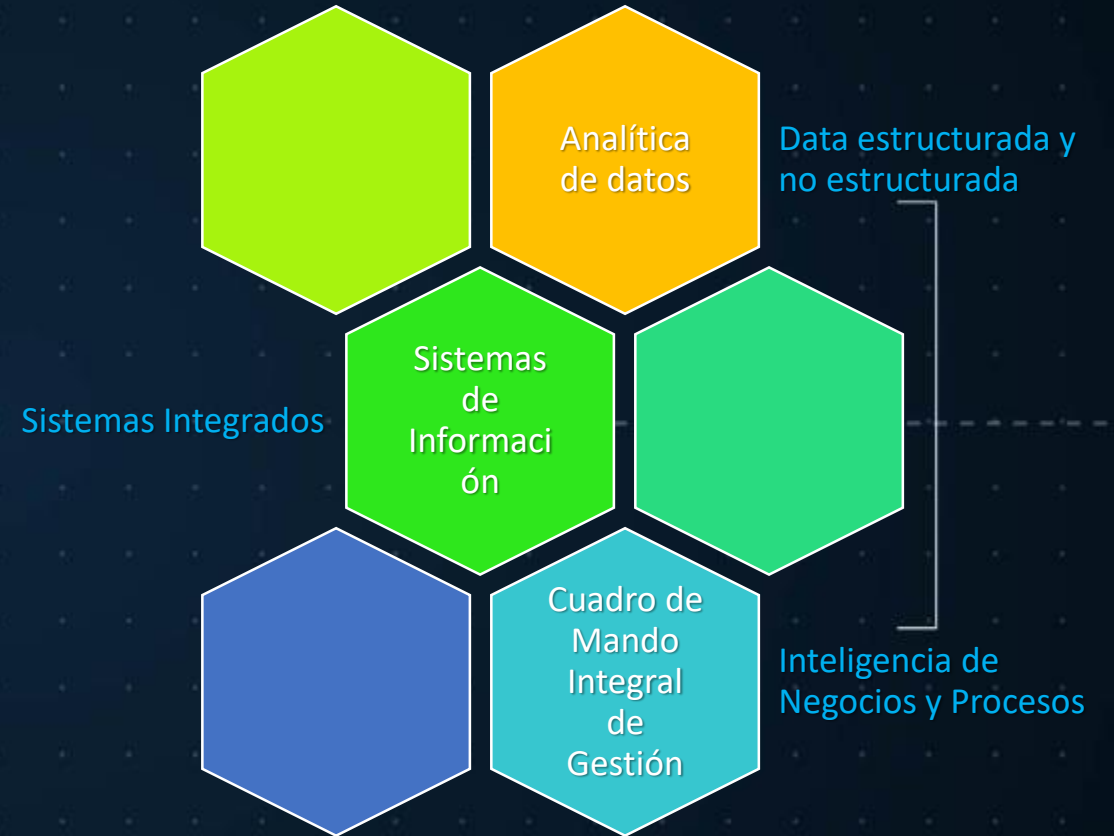 Analítica
de datos
Data estructurada y
no estructurada
Sistemas
de
Informaci
ón
Sistemas Integrados
Cuadro de
Mando
Integral
de
Gestión
Inteligencia de
Negocios y Procesos